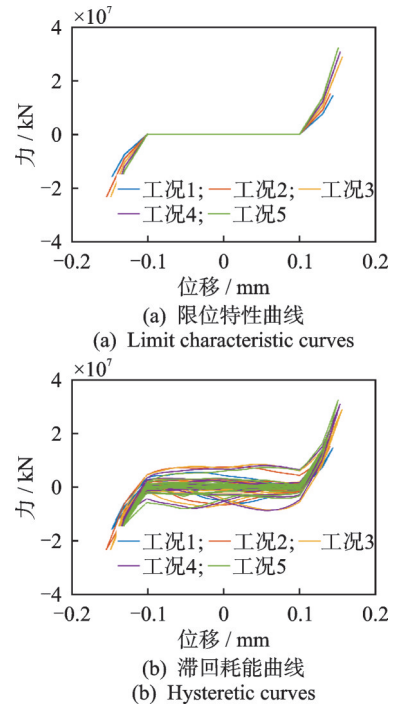 ×10⁷
4
2
0
−2
−4
力 / kN
工况1; 工况2; 工况3
工况4; 工况5
−0.2 −0.1 0 0.1 0.2
位移 / mm
(a) 限位特性曲线
(a) Limit characteristic curves
×10⁷
4
2
0
−2
−4
力 / kN
工况1; 工况2; 工况3
工况4; 工况5
−0.2 −0.1 0 0.1 0.2
位移 / mm
(b) 滞回耗能曲线
(b) Hysteretic curves